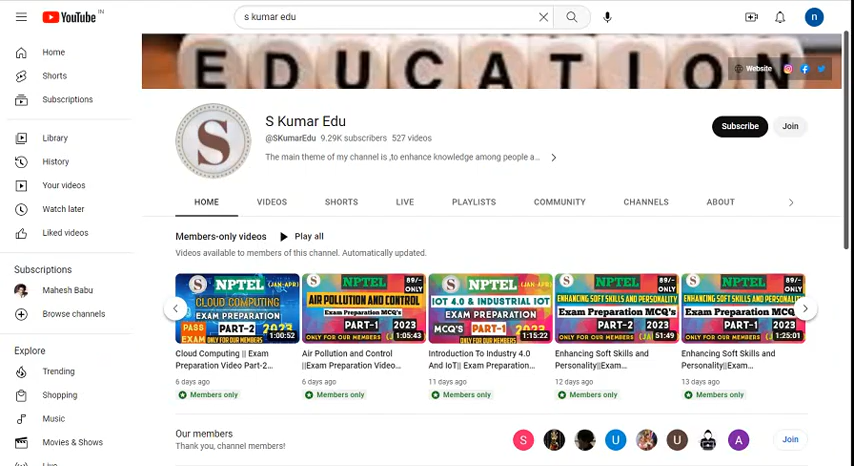 YouTube IN
s kumar edu
n
Home
Shorts
Subscriptions
Library
History
Your videos
Watch later
Liked videos
Subscriptions
Mahesh Babu
Browse channels
Explore
Trending
Shopping
Music
Movies & Shows
Live
EDUCATION
Website
S
S Kumar Edu
@SKumarEdu 9.29K subscribers 527 videos
The main theme of my channel is ,to enhance knowledge among people a...
Subscribe
Join
HOME VIDEOS SHORTS LIVE PLAYLISTS COMMUNITY CHANNELS ABOUT
Members-only videos
Play all
Videos available to members of this channel. Automatically updated.
S NPTEL (JAN-APR)
CLOUD COMPUTING
EXAM PREPARATION
PASS EXAM PART-2 2023
ONLY FOR OUR MEMBERS
1:00:52
Cloud Computing || Exam
Preparation Video Part-2...
6 days ago
Members only
S NPTEL 89/- ONLY
AIR POLLUTION AND CONTROL
Exam Preparation MCQ's
PART-1 2023
ONLY FOR OUR MEMBERS
1:05:43
Air Pollution and Control
||Exam Preparation Video...
6 days ago
Members only
S NPTEL 89/- ONLY
IOT 4.0 & INDUSTRIAL IOT
EXAM PREPARATION
MCQ'S PART-1 2023
ONLY FOR OUR MEMBERS
1:15:22
Introduction To Industry 4.0
And IoT|| Exam Preparation...
11 days ago
Members only
S NPTEL 89/- ONLY
ENHANCING SOFT SKILLS AND PERSONALITY
Exam Preparation MCQ's
PART-2 2023
ONLY FOR OUR MEMBERS
51:49
Enhancing Soft Skills and
Personality||Exam...
12 days ago
Members only
S NPTEL 89/- ONLY
ENHANCING SOFT SKILLS AND PERSONALITY
Exam Preparation MCQ's
PART-1 2023
ONLY FOR OUR MEMBERS
1:25:01
Enhancing Soft Skills and
Personality||Exam...
13 days ago
Members only
Our members
Thank you, channel members!
S U U A
Join